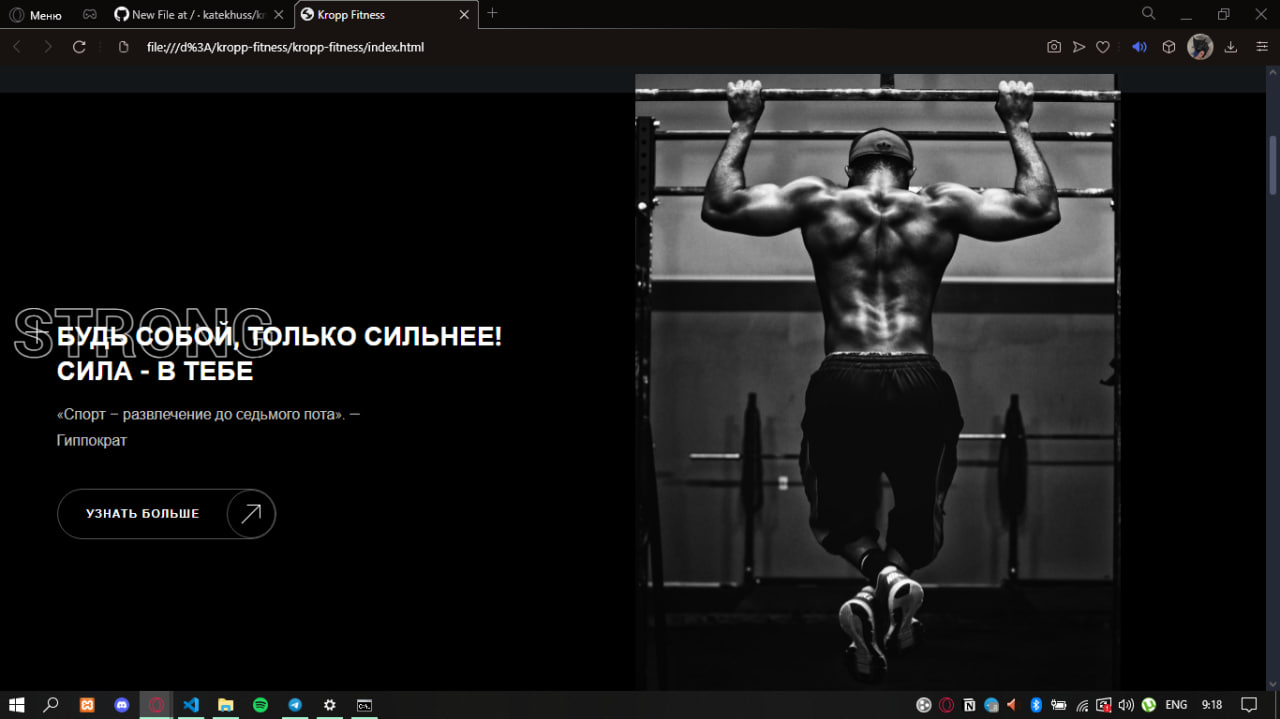 Меню
New File at / - katekhuss/kr
Kropp Fitness
file:///d%3A/kropp-fitness/kropp-fitness/index.html
STRONG
БУДЬ СОБОЙ, ТОЛЬКО СИЛЬНЕЕ!
СИЛА - В ТЕБЕ
«Спорт – развлечение до седьмого пота». —
Гиппократ
УЗНАТЬ БОЛЬШЕ
ENG
9:18